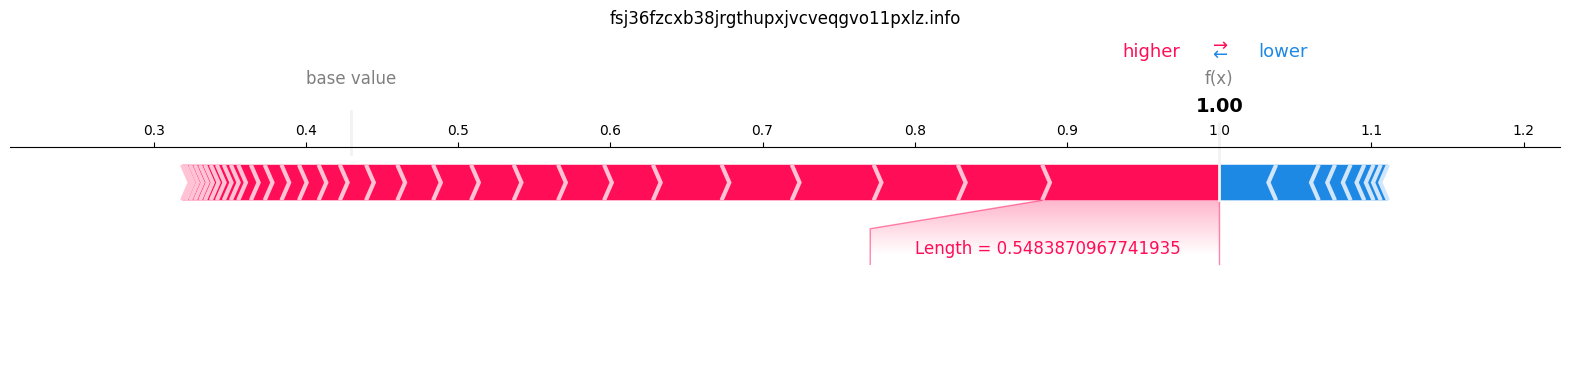 fsj36fzcxb38jrgthupxjvcveqgvo11pxlz.info
higher → ← lower
base value f(x)
1.00
0.3 0.4 0.5 0.6 0.7 0.8 0.9 1.0 1.1 1.2
Length = 0.5483870967741935